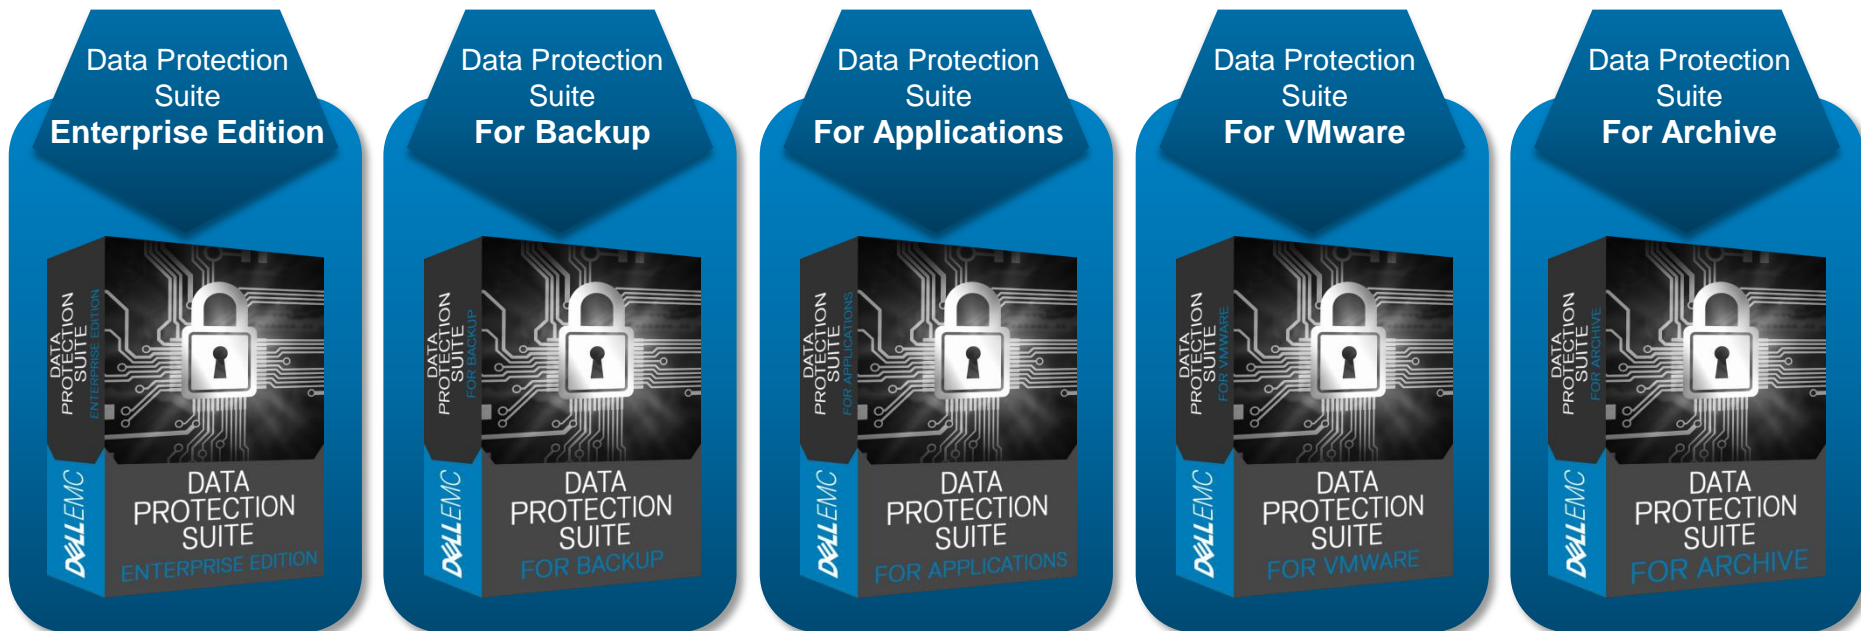 Data Protection
Suite
Enterprise Edition
DATA
PROTECTION
SUITE
ENTERPRISE EDITION
DELLEMC
DATA
PROTECTION
SUITE
ENTERPRISE EDITION
Data Protection
Suite
For Backup
DATA
PROTECTION
SUITE
FOR BACKUP
DELLEMC
DATA
PROTECTION
SUITE
FOR BACKUP
Data Protection
Suite
For Applications
DATA
PROTECTION
SUITE
FOR APPLICATIONS
DELLEMC
DATA
PROTECTION
SUITE
FOR APPLICATIONS
Data Protection
Suite
For VMware
DATA
PROTECTION
SUITE
FOR VMWARE
DELLEMC
DATA
PROTECTION
SUITE
FOR VMWARE
Data Protection
Suite
For Archive
DATA
PROTECTION
SUITE
FOR ARCHIVE
DELLEMC
DATA
PROTECTION
SUITE
FOR ARCHIVE